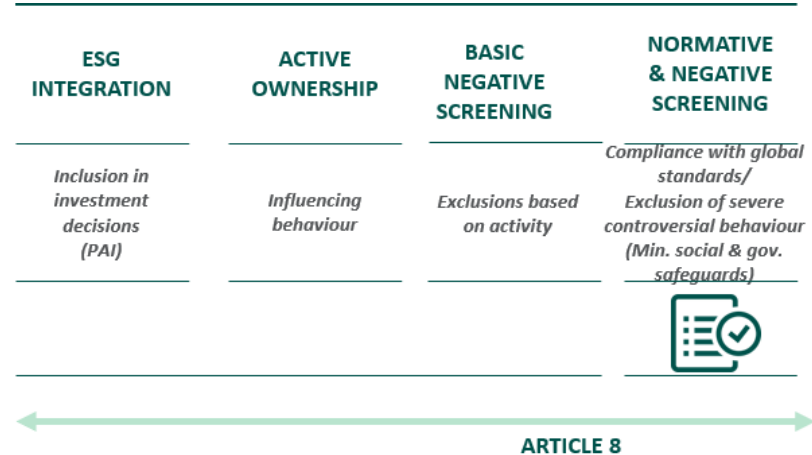 ESG
INTEGRATION
ACTIVE
OWNERSHIP
BASIC
NEGATIVE
SCREENING
NORMATIVE
& NEGATIVE
SCREENING
Inclusion in
investment
decisions
(PAI)
Influencing
behaviour
Exclusions based
on activity
Compliance with global
standards/
Exclusion of severe
controversial behaviour
(Min. social & gov.
safeguards)
ARTICLE 8